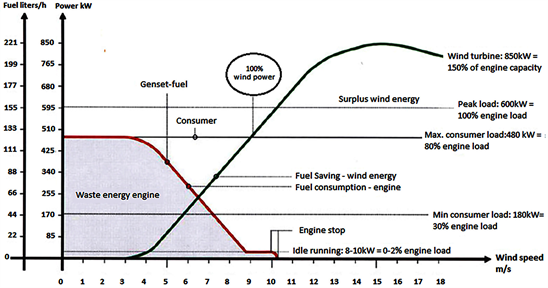 Fuel liters/h Power kW
221 850
199 765
177 680
155 595
133 510
111 425
88 340
66 255
44 170
22 85
0 0
0 1 2 3 4 5 6 7 8 9 10 11 12 13 14 15 16 17 18
Wind speed
m/s
100%
wind power
Genset-fuel
Consumer
Surplus wind energy
Waste energy engine
Fuel Saving - wind energy
Fuel consumption - engine
Engine stop
Idle running: 8-10kW = 0-2% engine load
Wind turbine: 850kW =
150% of engine capacity
Peak load: 600kW =
100% engine load
Max. consumer load:480 kW =
80% engine load
Min consumer load: 180kW=
30% engine load